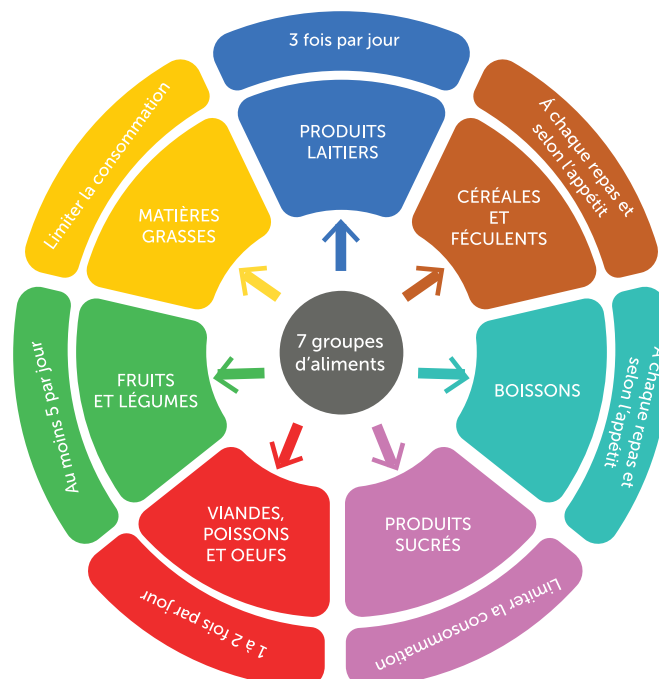 3 fois par jour
PRODUITS
LAITIERS
Á chaque repas et
selon l'appétit
CÉRÉALES
ET
FÉCULENTS
Á chaque repas et
selon l'appétit
BOISSONS
Limiter la consommation
PRODUITS
SUCRÉS
1 à 2 fois par jour
VIANDES,
POISSONS
ET OEUFS
Au moins 5 par jour
FRUITS
ET LÉGUMES
Limiter la consommation
MATIÈRES
GRASSES
7 groupes
d'aliments